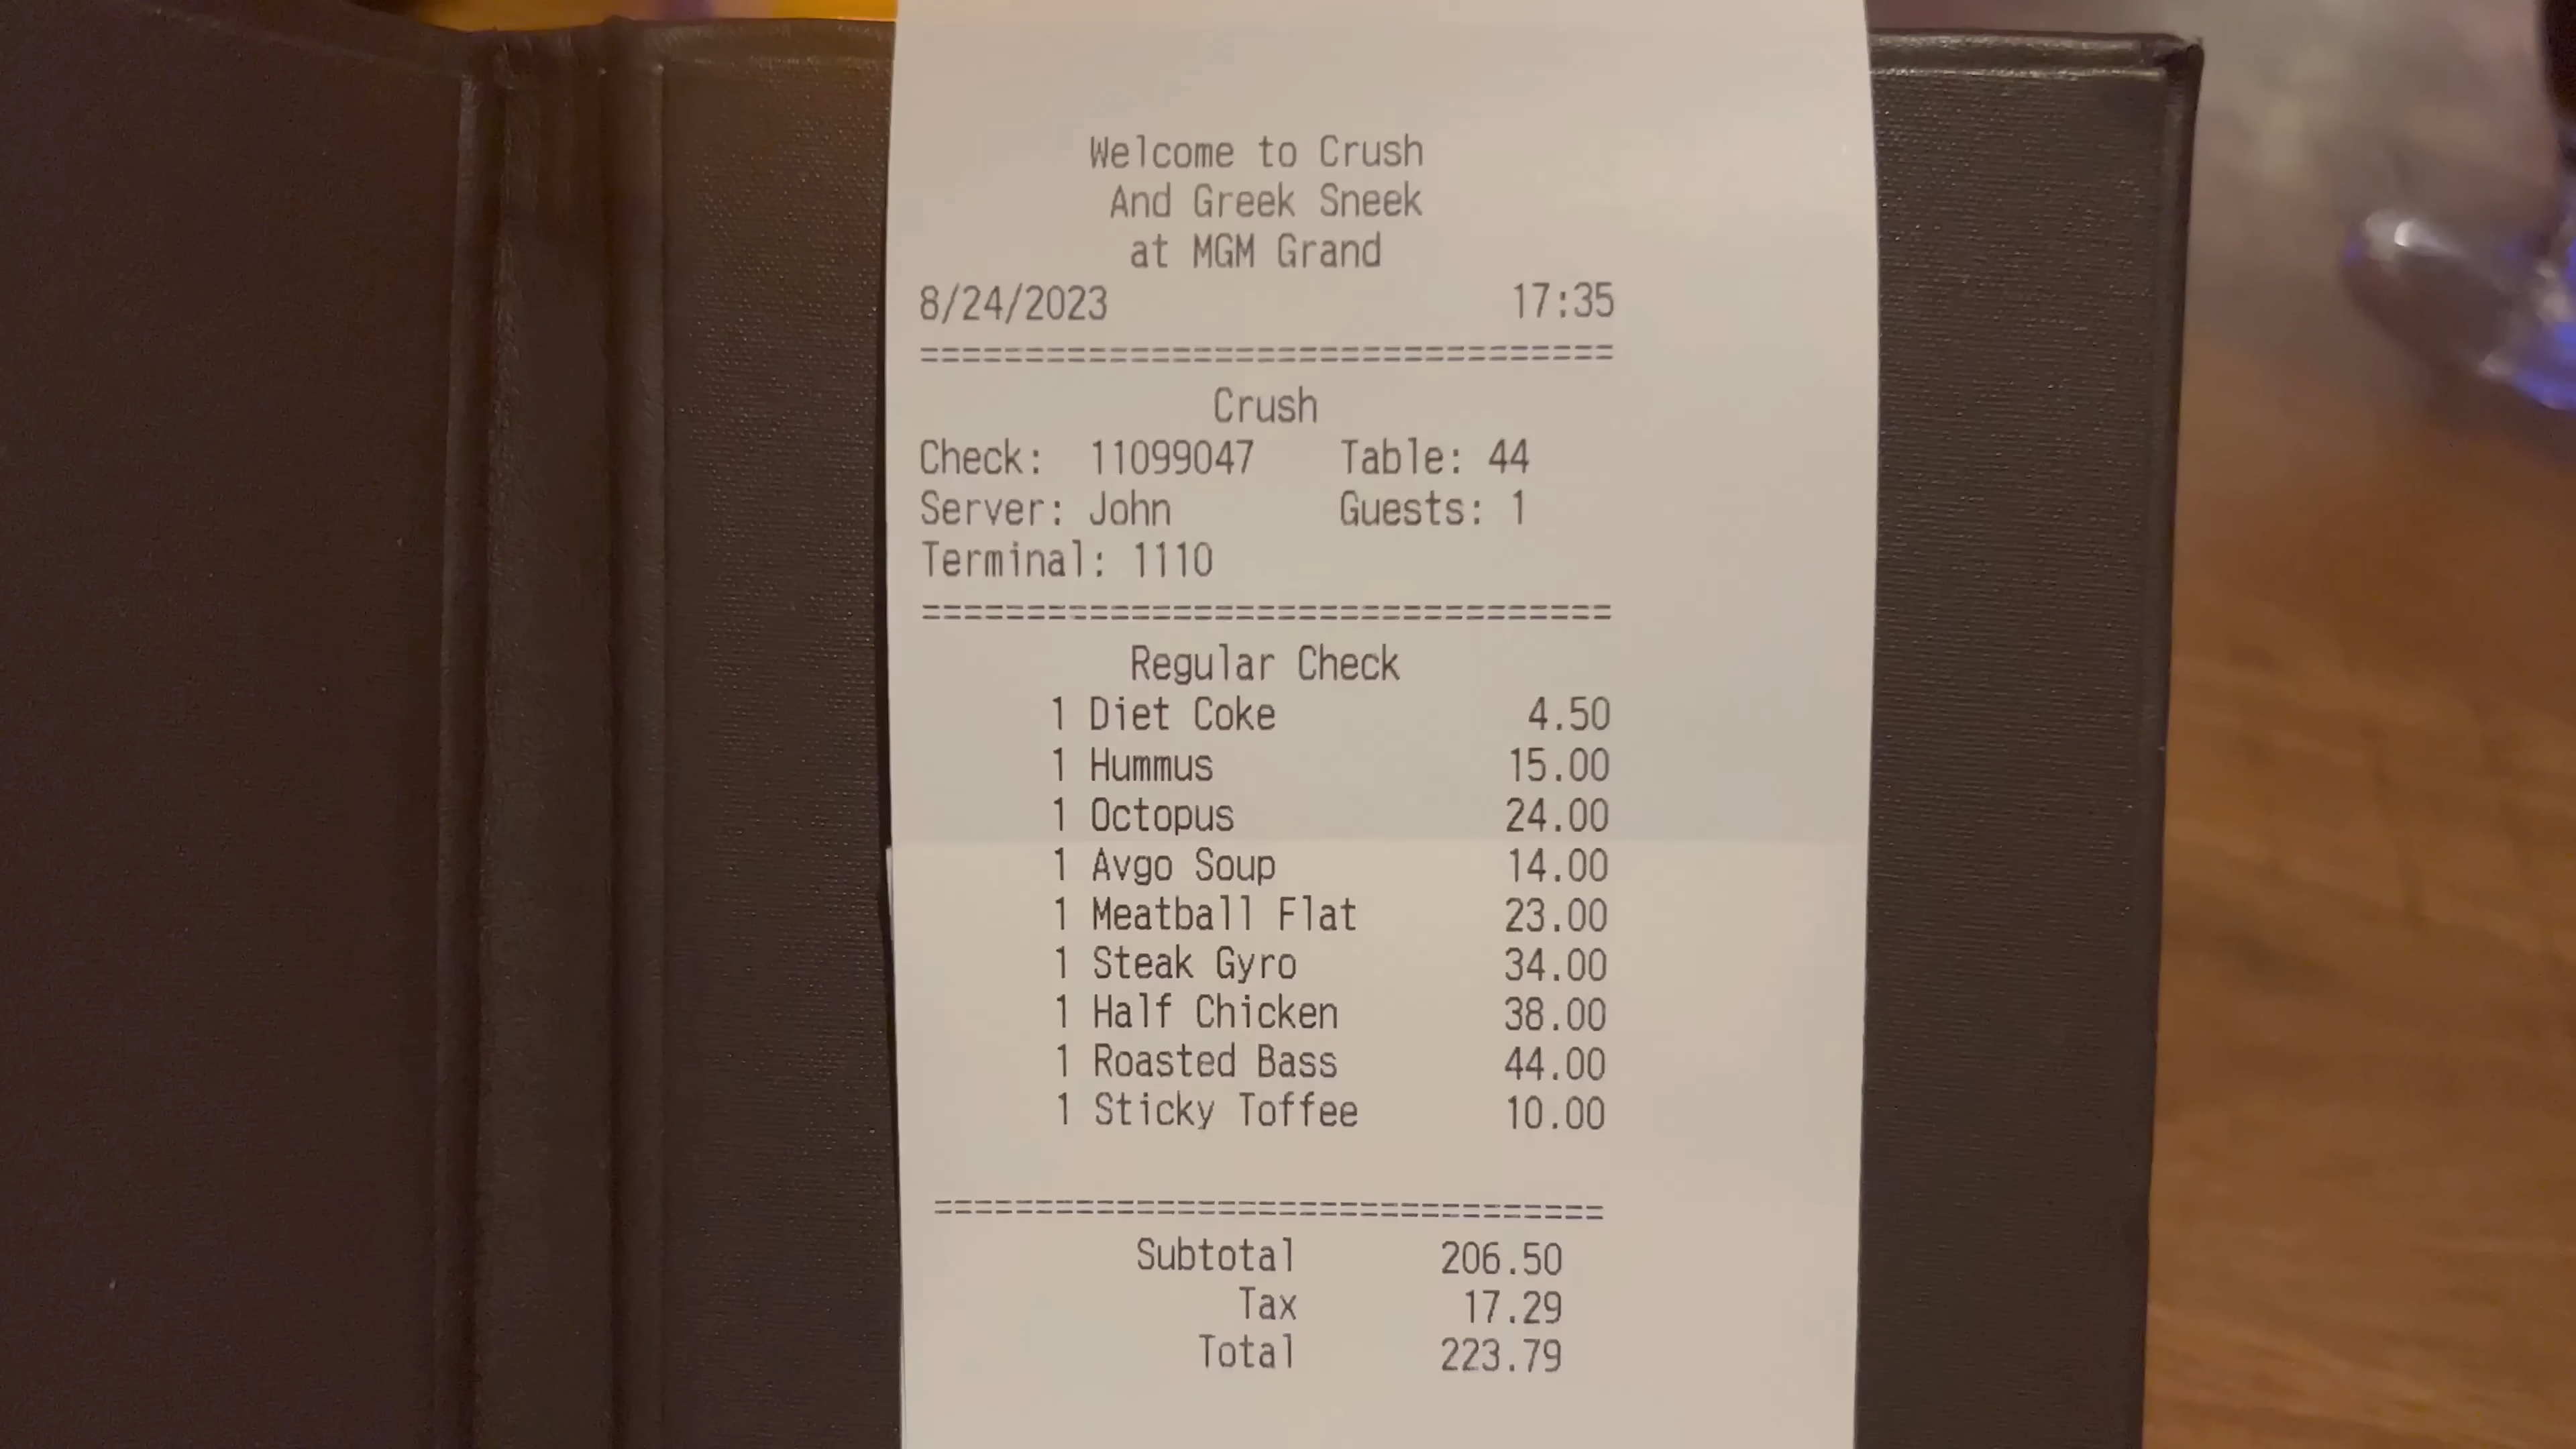 Welcome to Crush
And Greek Sneek
at MGM Grand
8/24/2023 17:35
=================================
Crush
Check: 11099047 Table: 44
Server: John Guests: 1
Terminal: 1110
=================================
Regular Check
1 Diet Coke 4.50
1 Hummus 15.00
1 Octopus 24.00
1 Avgo Soup 14.00
1 Meatball Flat 23.00
1 Steak Gyro 34.00
1 Half Chicken 38.00
1 Roasted Bass 44.00
1 Sticky Toffee 10.00
=================================
Subtotal 206.50
Tax 17.29
Total 223.79